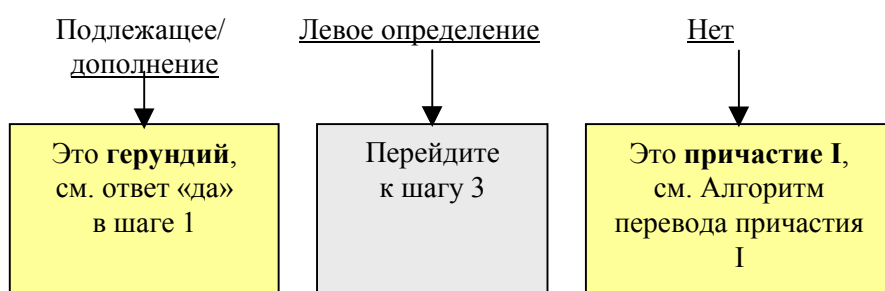 Подлежащее/
дополнение
Левое определение
Нет
Это герундий,
см. ответ «да»
в шаге 1
Перейдите
к шагу 3
Это причастие I,
см. Алгоритм
перевода причастия
I